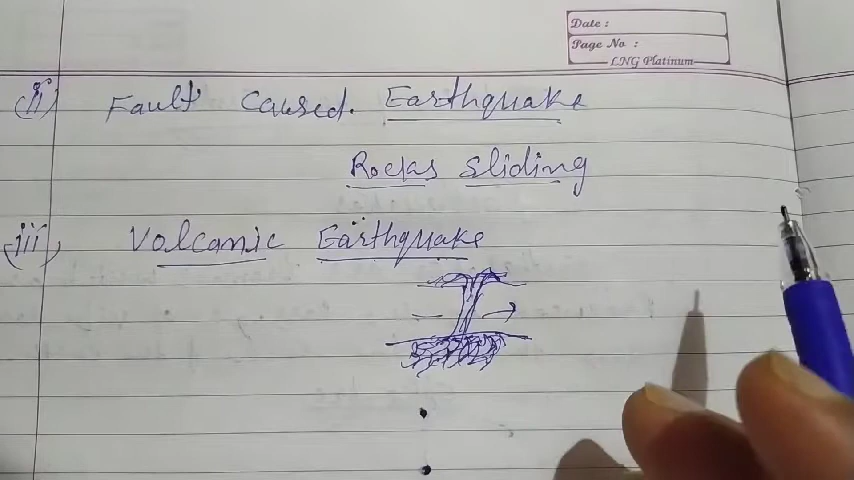 Date :
Page No :
LNG Platinum
(ii) Fault Caused Earthquake
Rocks Sliding
(iii) Volcanic Earthquake